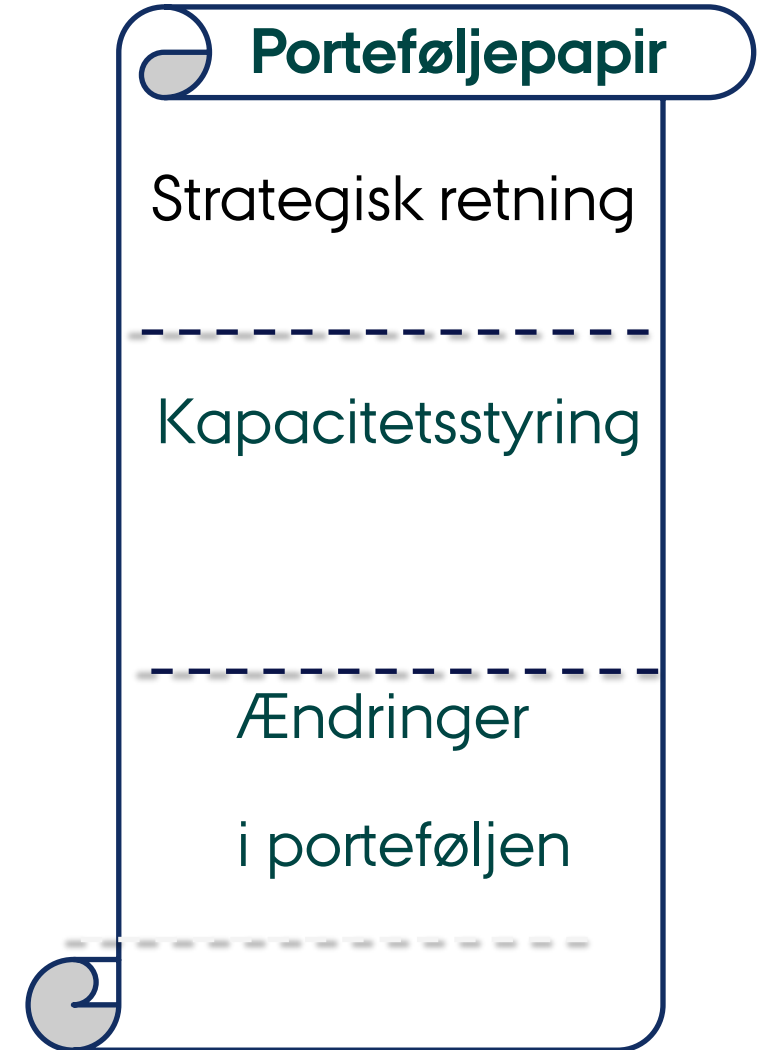 Porteføljepapir
Strategisk retning
Kapacitetsstyring
Ændringer
i porteføljen